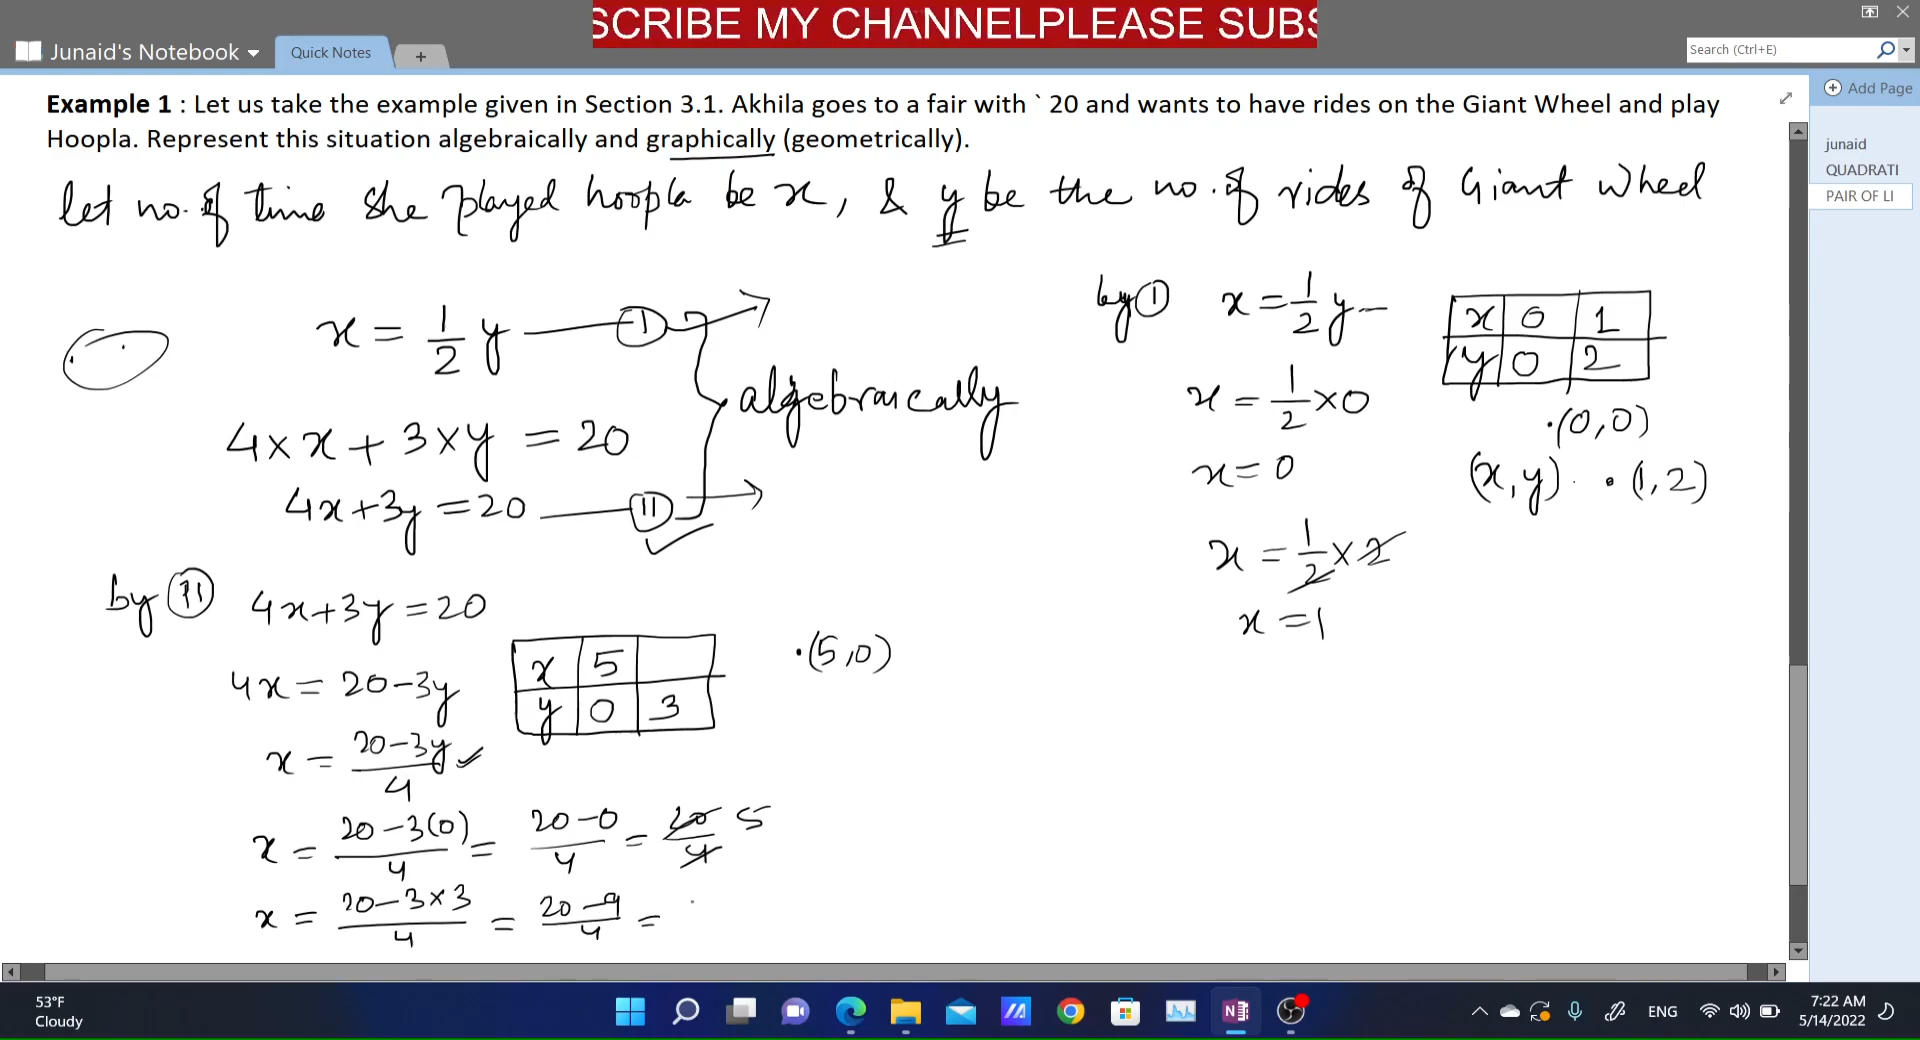 SCRIBE MY CHANNELPLEASE SUBS
Junaid's Notebook
Quick Notes
+
Search (Ctrl+E)
Add Page
junaid
QUADRATI
PAIR OF LI
Example 1 : Let us take the example given in Section 3.1. Akhila goes to a fair with ` 20 and wants to have rides on the Giant Wheel and play
Hoopla. Represent this situation algebraically and graphically (geometrically).
let no. of time she played hoopla be x, & y be the no. of rides of Giant Wheel
x = 1/2 y — I
4 × x + 3 × y = 20
4x + 3y = 20 — II
algebraically
by II 4x + 3y = 20
4x = 20 - 3y
x = (20 - 3y)/4
x = (20 - 3(0))/4 = (20 - 0)/4 = 20/4 5
x = (20 - 3 × 3)/4 = (20 - 9)/4 =
x 5
y 0 3
.(5,0)
by I x = 1/2 y
x = 1/2 × 0
x = 0
x = 1/2 × 2
x = 1
x 0 1
y 0 2
.(0,0)
(x,y) . (1,2)
53°F
Cloudy
ENG
7:22 AM
5/14/2022